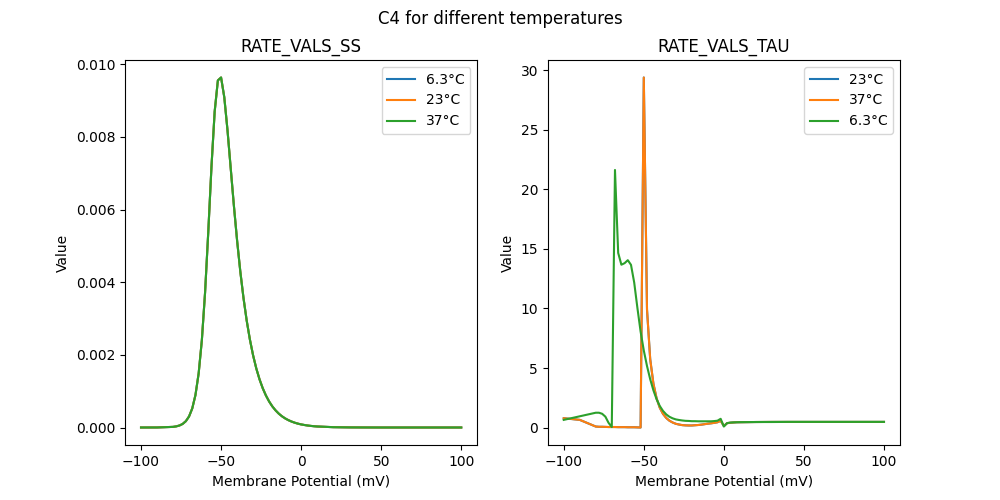 C4 for different temperatures
RATE_VALS_SS
0.010
0.008
0.006
0.004
0.002
0.000
Value
−100
−50
0
50
100
Membrane Potential (mV)
6.3°C
23°C
37°C
RATE_VALS_TAU
30
25
20
15
10
5
0
Value
−100
−50
0
50
100
Membrane Potential (mV)
23°C
37°C
6.3°C